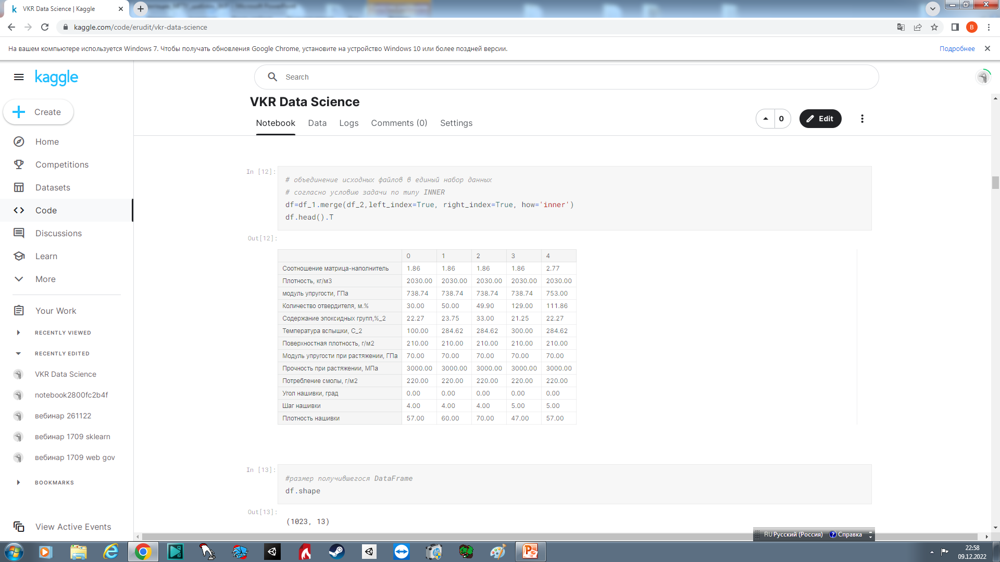 VKR Data Science | Kaggle
kaggle.com/code/erudit/vkr-data-science
B
На вашем компьютере используется Windows 7. Чтобы получать обновления Google Chrome, установите на устройство Windows 10 или более поздней версии.
Подробнее
kaggle
Search
Create
Home
Competitions
Datasets
Code
Discussions
Learn
More
Your Work
RECENTLY VIEWED
RECENTLY EDITED
VKR Data Science
notebook2800fc2b4f
вебинар 261122
вебинар 1709 sklearn
вебинар 1709 web gov
BOOKMARKS
View Active Events
VKR Data Science
Notebook Data Logs Comments (0) Settings
0
Edit
In [12]:
# объединение исходных файлов в единый набор данных
# согласно условию задачи по типу INNER
df=df_1.merge(df_2,left_index=True, right_index=True, how='inner')
df.head().T
Out[12]:
0 1 2 3 4
Соотношение матрица-наполнитель 1.86 1.86 1.86 1.86 2.77
Плотность, кг/м3 2030.00 2030.00 2030.00 2030.00 2030.00
модуль упругости, ГПа 738.74 738.74 738.74 738.74 753.00
Количество отвердителя, м.% 30.00 50.00 49.90 129.00 111.86
Содержание эпоксидных групп,%_2 22.27 23.75 33.00 21.25 22.27
Температура вспышки, С_2 100.00 284.62 284.62 300.00 284.62
Поверхностная плотность, г/м2 210.00 210.00 210.00 210.00 210.00
Модуль упругости при растяжении, ГПа 70.00 70.00 70.00 70.00 70.00
Прочность при растяжении, МПа 3000.00 3000.00 3000.00 3000.00 3000.00
Потребление смолы, г/м2 220.00 220.00 220.00 220.00 220.00
Угол нашивки, град 0.00 0.00 0.00 0.00 0.00
Шаг нашивки 4.00 4.00 4.00 5.00 5.00
Плотность нашивки 57.00 60.00 70.00 47.00 57.00
In [13]:
#размер получившегося DataFrame
df.shape
Out[13]:
(1023, 13)
RU Русский (Россия) Справка
22:58
09.12.2022